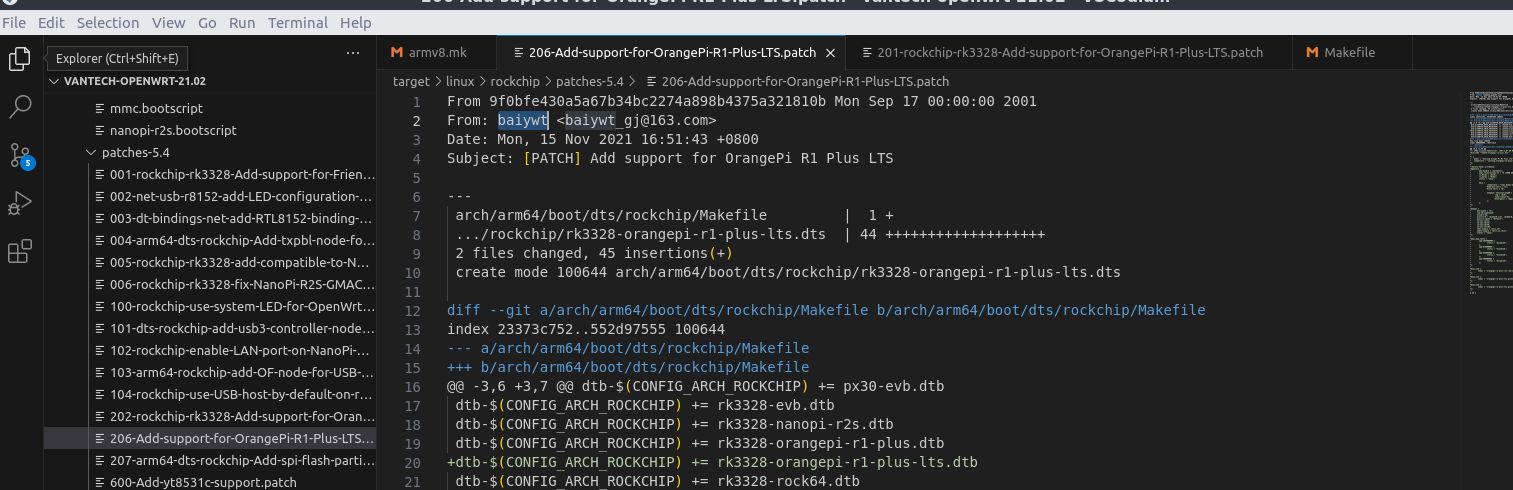 File Edit Selection View Go Run Terminal Help
Explorer (Ctrl+Shift+E)
VANTECH-OPENWRT-21.02
mmc.bootscript
nanopi-r2s.bootscript
patches-5.4
001-rockchip-rk3328-Add-support-for-Frien...
002-net-usb-r8152-add-LED-configuration-...
003-dt-bindings-net-add-RTL8152-binding-...
004-arm64-dts-rockchip-Add-txpbl-node-fo...
005-rockchip-rk3328-add-compatible-to-N...
006-rockchip-rk3328-fix-NanoPi-R2S-GMAC...
100-rockchip-use-system-LED-for-OpenWrt...
101-dts-rockchip-add-usb3-controller-node...
102-rockchip-enable-LAN-port-on-NanoPi-...
103-arm64-rockchip-add-OF-node-for-USB-...
104-rockchip-use-USB-host-by-default-on-r...
202-rockchip-rk3328-Add-support-for-Oran...
206-Add-support-for-OrangePi-R1-Plus-LTS...
207-arm64-dts-rockchip-Add-spi-flash-parti...
600-Add-yt8531c-support.patch
5
armv8.mk
206-Add-support-for-OrangePi-R1-Plus-LTS.patch
201-rockchip-rk3328-Add-support-for-OrangePi-R1-Plus-LTS.patch
Makefile
target > linux > rockchip > patches-5.4 > 206-Add-support-for-OrangePi-R1-Plus-LTS.patch
1 From 9f0bfe430a5a67b34bc2274a898b4375a321810b Mon Sep 17 00:00:00 2001
2 From: baiywt <baiywt_gj@163.com>
3 Date: Mon, 15 Nov 2021 16:51:43 +0800
4 Subject: [PATCH] Add support for OrangePi R1 Plus LTS
5
6 ---
7 arch/arm64/boot/dts/rockchip/Makefile | 1 +
8 .../rockchip/rk3328-orangepi-r1-plus-lts.dts | 44 +++++++++++++++++++
9 2 files changed, 45 insertions(+)
10 create mode 100644 arch/arm64/boot/dts/rockchip/rk3328-orangepi-r1-plus-lts.dts
11
12 diff --git a/arch/arm64/boot/dts/rockchip/Makefile b/arch/arm64/boot/dts/rockchip/Makefile
13 index 23373c752..552d97555 100644
14 --- a/arch/arm64/boot/dts/rockchip/Makefile
15 +++ b/arch/arm64/boot/dts/rockchip/Makefile
16 @@ -3,6 +3,7 @@ dtb-$(CONFIG_ARCH_ROCKCHIP) += px30-evb.dtb
17 dtb-$(CONFIG_ARCH_ROCKCHIP) += rk3328-evb.dtb
18 dtb-$(CONFIG_ARCH_ROCKCHIP) += rk3328-nanopi-r2s.dtb
19 dtb-$(CONFIG_ARCH_ROCKCHIP) += rk3328-orangepi-r1-plus.dtb
20 +dtb-$(CONFIG_ARCH_ROCKCHIP) += rk3328-orangepi-r1-plus-lts.dtb
21 dtb-$(CONFIG_ARCH_ROCKCHIP) += rk3328-rock64.dtb